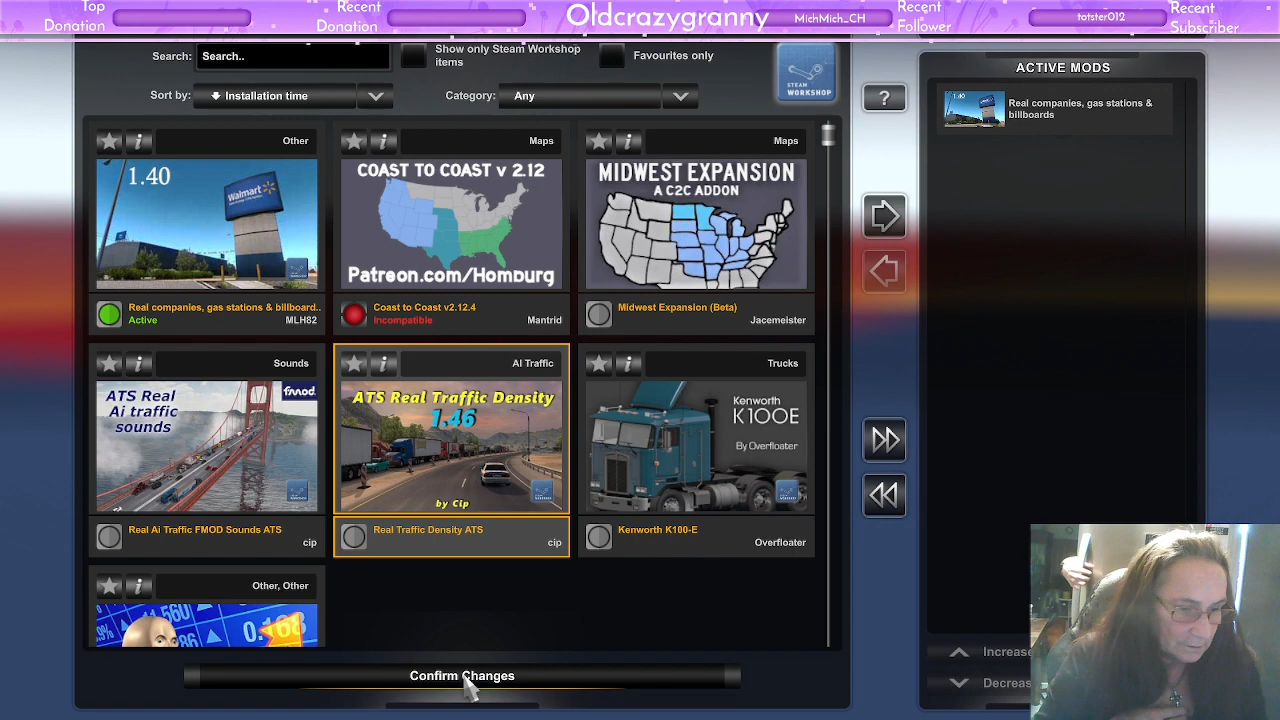 Top
Donation
Recent
Donation
Oldcrazygranny
MichMich_CH
Recent
Follower
totster012
Recent
Subscriber
Search:
Search..
Show only Steam Workshop
items
Favourites only
STEAM
WORKSHOP
Sort by:
Installation time
Category:
Any
?
ACTIVE MODS
1.40
Real companies, gas stations &
billboards
Other
1.40
Walmart
Real companies, gas stations & billboard..
Active
MLH82
Maps
COAST TO COAST v 2.12
Patreon.com/Homburg
Coast to Coast v2.12.4
Incompatible
Mantrid
Maps
MIDWEST EXPANSION
A C2C ADDON
Midwest Expansion (Beta)
Jacemeister
Sounds
ATS Real
Ai traffic
sounds
fmod
Real Ai Traffic FMOD Sounds ATS
cip
AI Traffic
ATS Real Traffic Density
1.46
by Cip
Real Traffic Density ATS
cip
Trucks
Kenworth
K100E
By Overfloater
Kenworth K100-E
Overfloater
Other, Other
Confirm Changes
Increase
Decreas